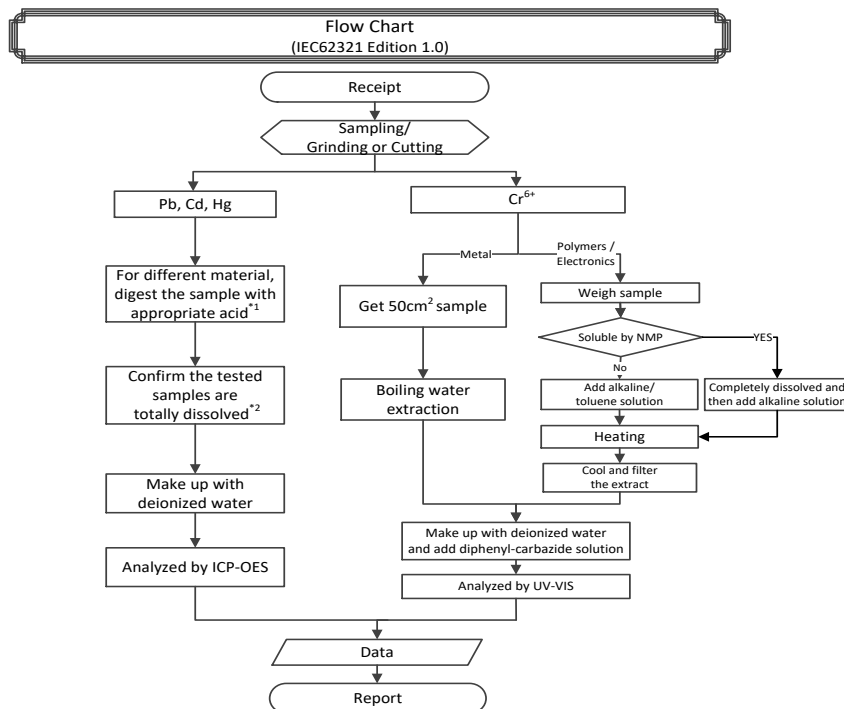 Flow Chart
(IEC62321 Edition 1.0)
Receipt
Sampling/
Grinding or Cutting
Pb, Cd, Hg
Cr⁶⁺
Metal
Polymers /
Electronics
For different material,
digest the sample with
appropriate acid*¹
Get 50cm² sample
Weigh sample
Soluble by NMP
YES
No
Confirm the tested
samples are
totally dissolved*²
Boiling water
extraction
Add alkaline/
toluene solution
Completely dissolved and
then add alkaline solution
Heating
Cool and filter
the extract
Make up with
deionized water
Make up with deionized water
and add diphenyl-carbazide solution
Analyzed by ICP-OES
Analyzed by UV-VIS
Data
Report